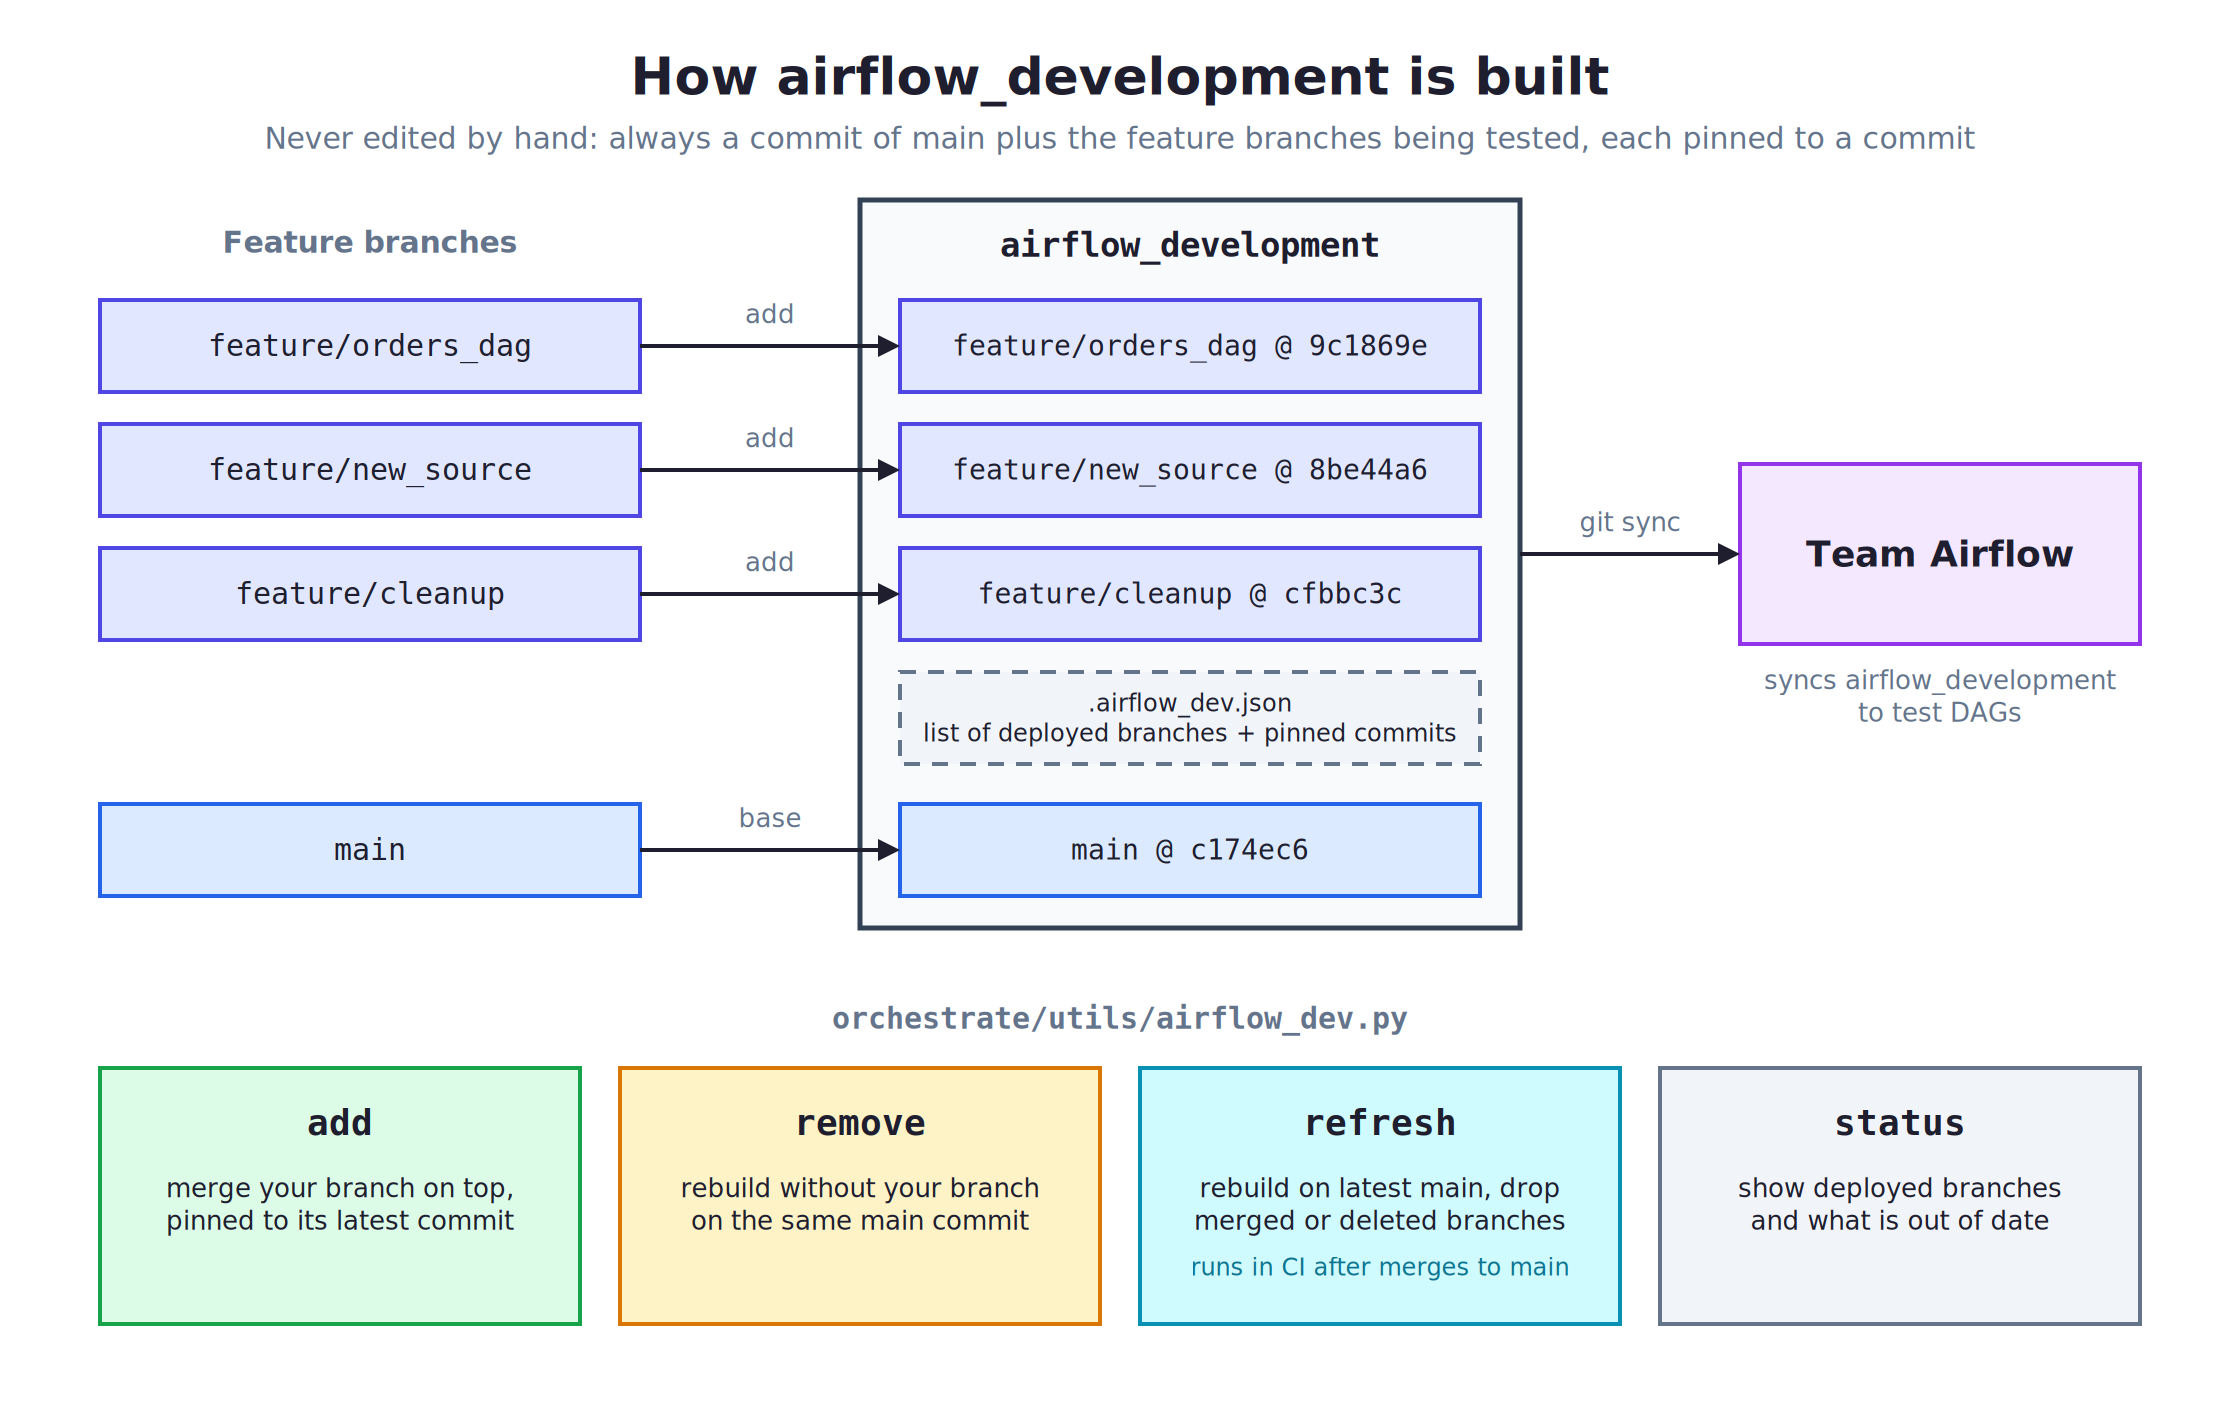 How airflow_development is built
Never edited by hand: always a commit of main plus the feature branches being tested, each pinned to a commit
Feature branches
airflow_development
feature/orders_dag
add
feature/orders_dag @ 9c1869e
feature/new_source
add
feature/new_source @ 8be44a6
feature/cleanup
add
feature/cleanup @ cfbbc3c
.airflow_dev.json
list of deployed branches + pinned commits
main
base
main @ c174ec6
git sync
Team Airflow
syncs airflow_development
to test DAGs
orchestrate/utils/airflow_dev.py
add
merge your branch on top,
pinned to its latest commit
remove
rebuild without your branch
on the same main commit
refresh
rebuild on latest main, drop
merged or deleted branches
runs in CI after merges to main
status
show deployed branches
and what is out of date